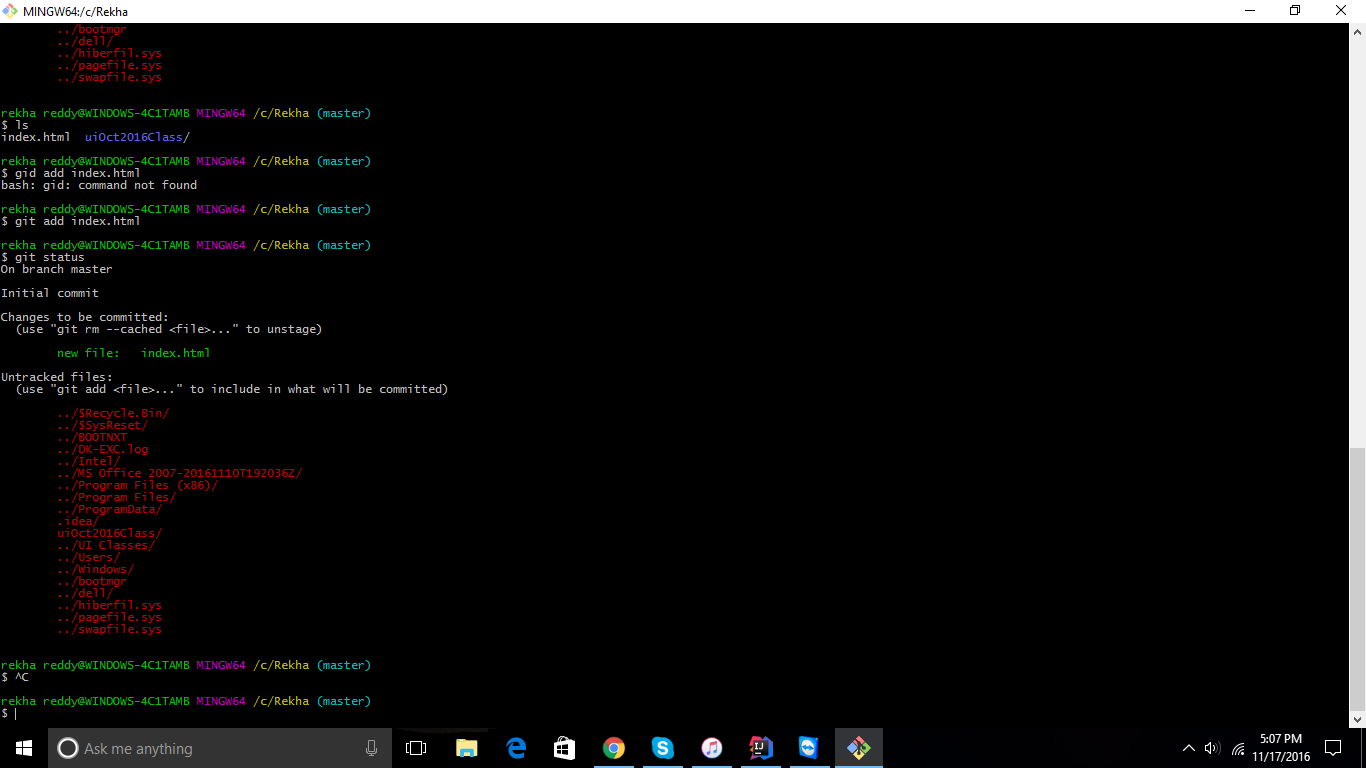 MINGW64:/c/Rekha
../bootmgr
../dell/
../hiberfil.sys
../pagefile.sys
../swapfile.sys
rekha reddy@WINDOWS-4C1TAMB MINGW64 /c/Rekha (master)
$ ls
index.html  uiOct2016Class/
rekha reddy@WINDOWS-4C1TAMB MINGW64 /c/Rekha (master)
$ gid add index.html
bash: gid: command not found
rekha reddy@WINDOWS-4C1TAMB MINGW64 /c/Rekha (master)
$ git add index.html
rekha reddy@WINDOWS-4C1TAMB MINGW64 /c/Rekha (master)
$ git status
On branch master
Initial commit
Changes to be committed:
  (use "git rm --cached <file>..." to unstage)
new file:   index.html
Untracked files:
  (use "git add <file>..." to include in what will be committed)
../$Recycle.Bin/
../$SysReset/
../BOOTNXT
../DK-EXC.log
../Intel/
../MS Office 2007-20161110T192036Z/
../Program Files (x86)/
../Program Files/
../ProgramData/
.idea/
uiOct2016Class/
../UI Classes/
../Users/
../Windows/
../bootmgr
../dell/
../hiberfil.sys
../pagefile.sys
../swapfile.sys
rekha reddy@WINDOWS-4C1TAMB MINGW64 /c/Rekha (master)
$ ^C
rekha reddy@WINDOWS-4C1TAMB MINGW64 /c/Rekha (master)
$
Ask me anything
5:07 PM
11/17/2016